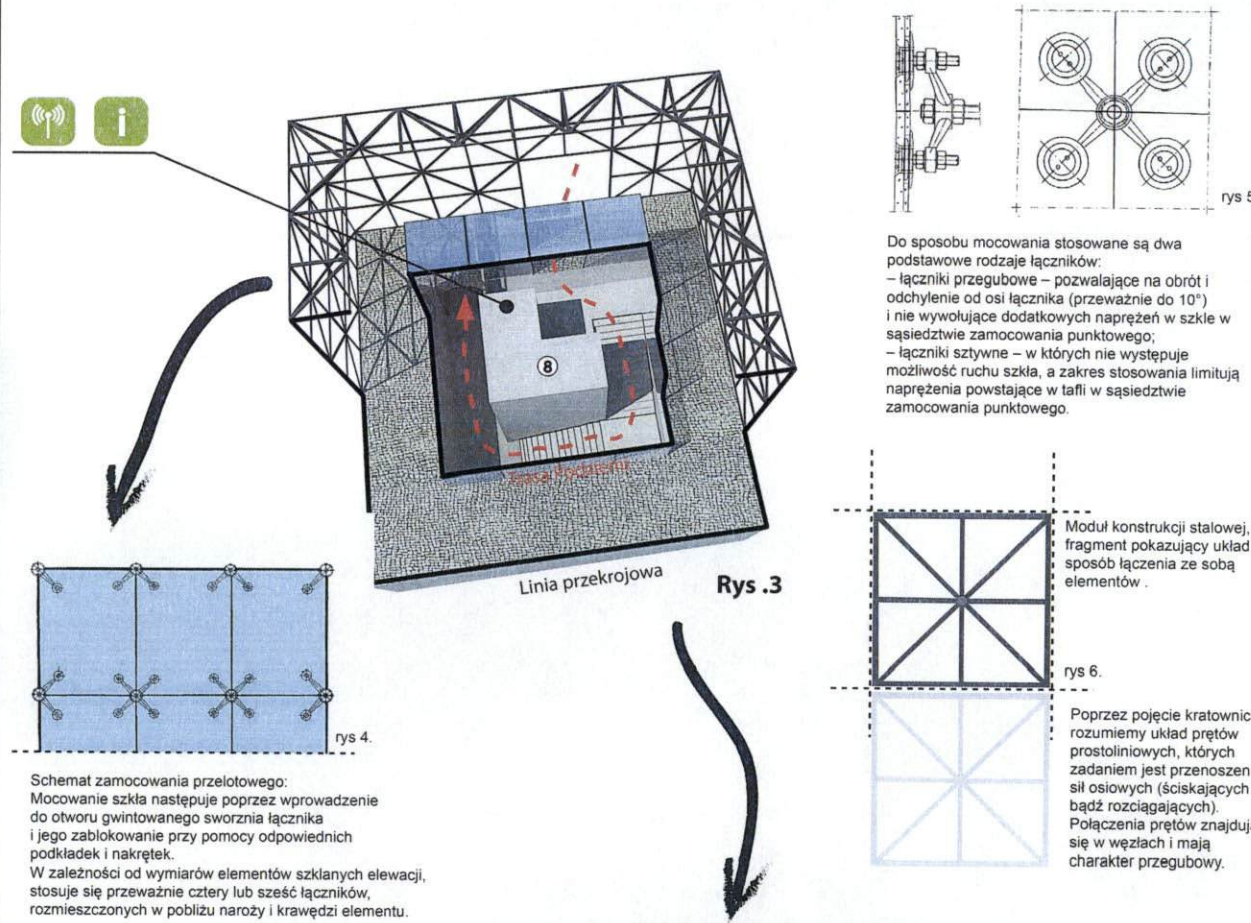 i
8
Trasa Podziemi
Linia przekrojowa
Rys .3
rys 4.
Schemat zamocowania przelotowego:
Mocowanie szkła następuje poprzez wprowadzenie
do otworu gwintowanego sworznia łącznika
i jego zablokowanie przy pomocy odpowiednich
podkładek i nakrętek.
W zależności od wymiarów elementów szklanych elewacji,
stosuje się przeważnie cztery lub sześć łączników,
rozmieszczonych w pobliżu naroży i krawędzi elementu.
rys 5
Do sposobu mocowania stosowane są dwa
podstawowe rodzaje łączników:
– łączniki przegubowe – pozwalające na obrót i
odchylenie od osi łącznika (przeważnie do 10°)
i nie wywołujące dodatkowych naprężeń w szkle w
sąsiedztwie zamocowania punktowego;
– łączniki sztywne – w których nie występuje
możliwość ruchu szkła, a zakres stosowania limitują
naprężenia powstające w tafli w sąsiedztwie
zamocowania punktowego.
Moduł konstrukcji stalowej,
fragment pokazujący układ
sposób łączenia ze sobą
elementów .
rys 6.
Poprzez pojęcie kratownic
rozumiemy układ prętów
prostoliniowych, których
zadaniem jest przenoszen
sił osiowych (ściskających
bądź rozciągających).
Połączenia prętów znajduj
się w węzłach i mają
charakter przegubowy.